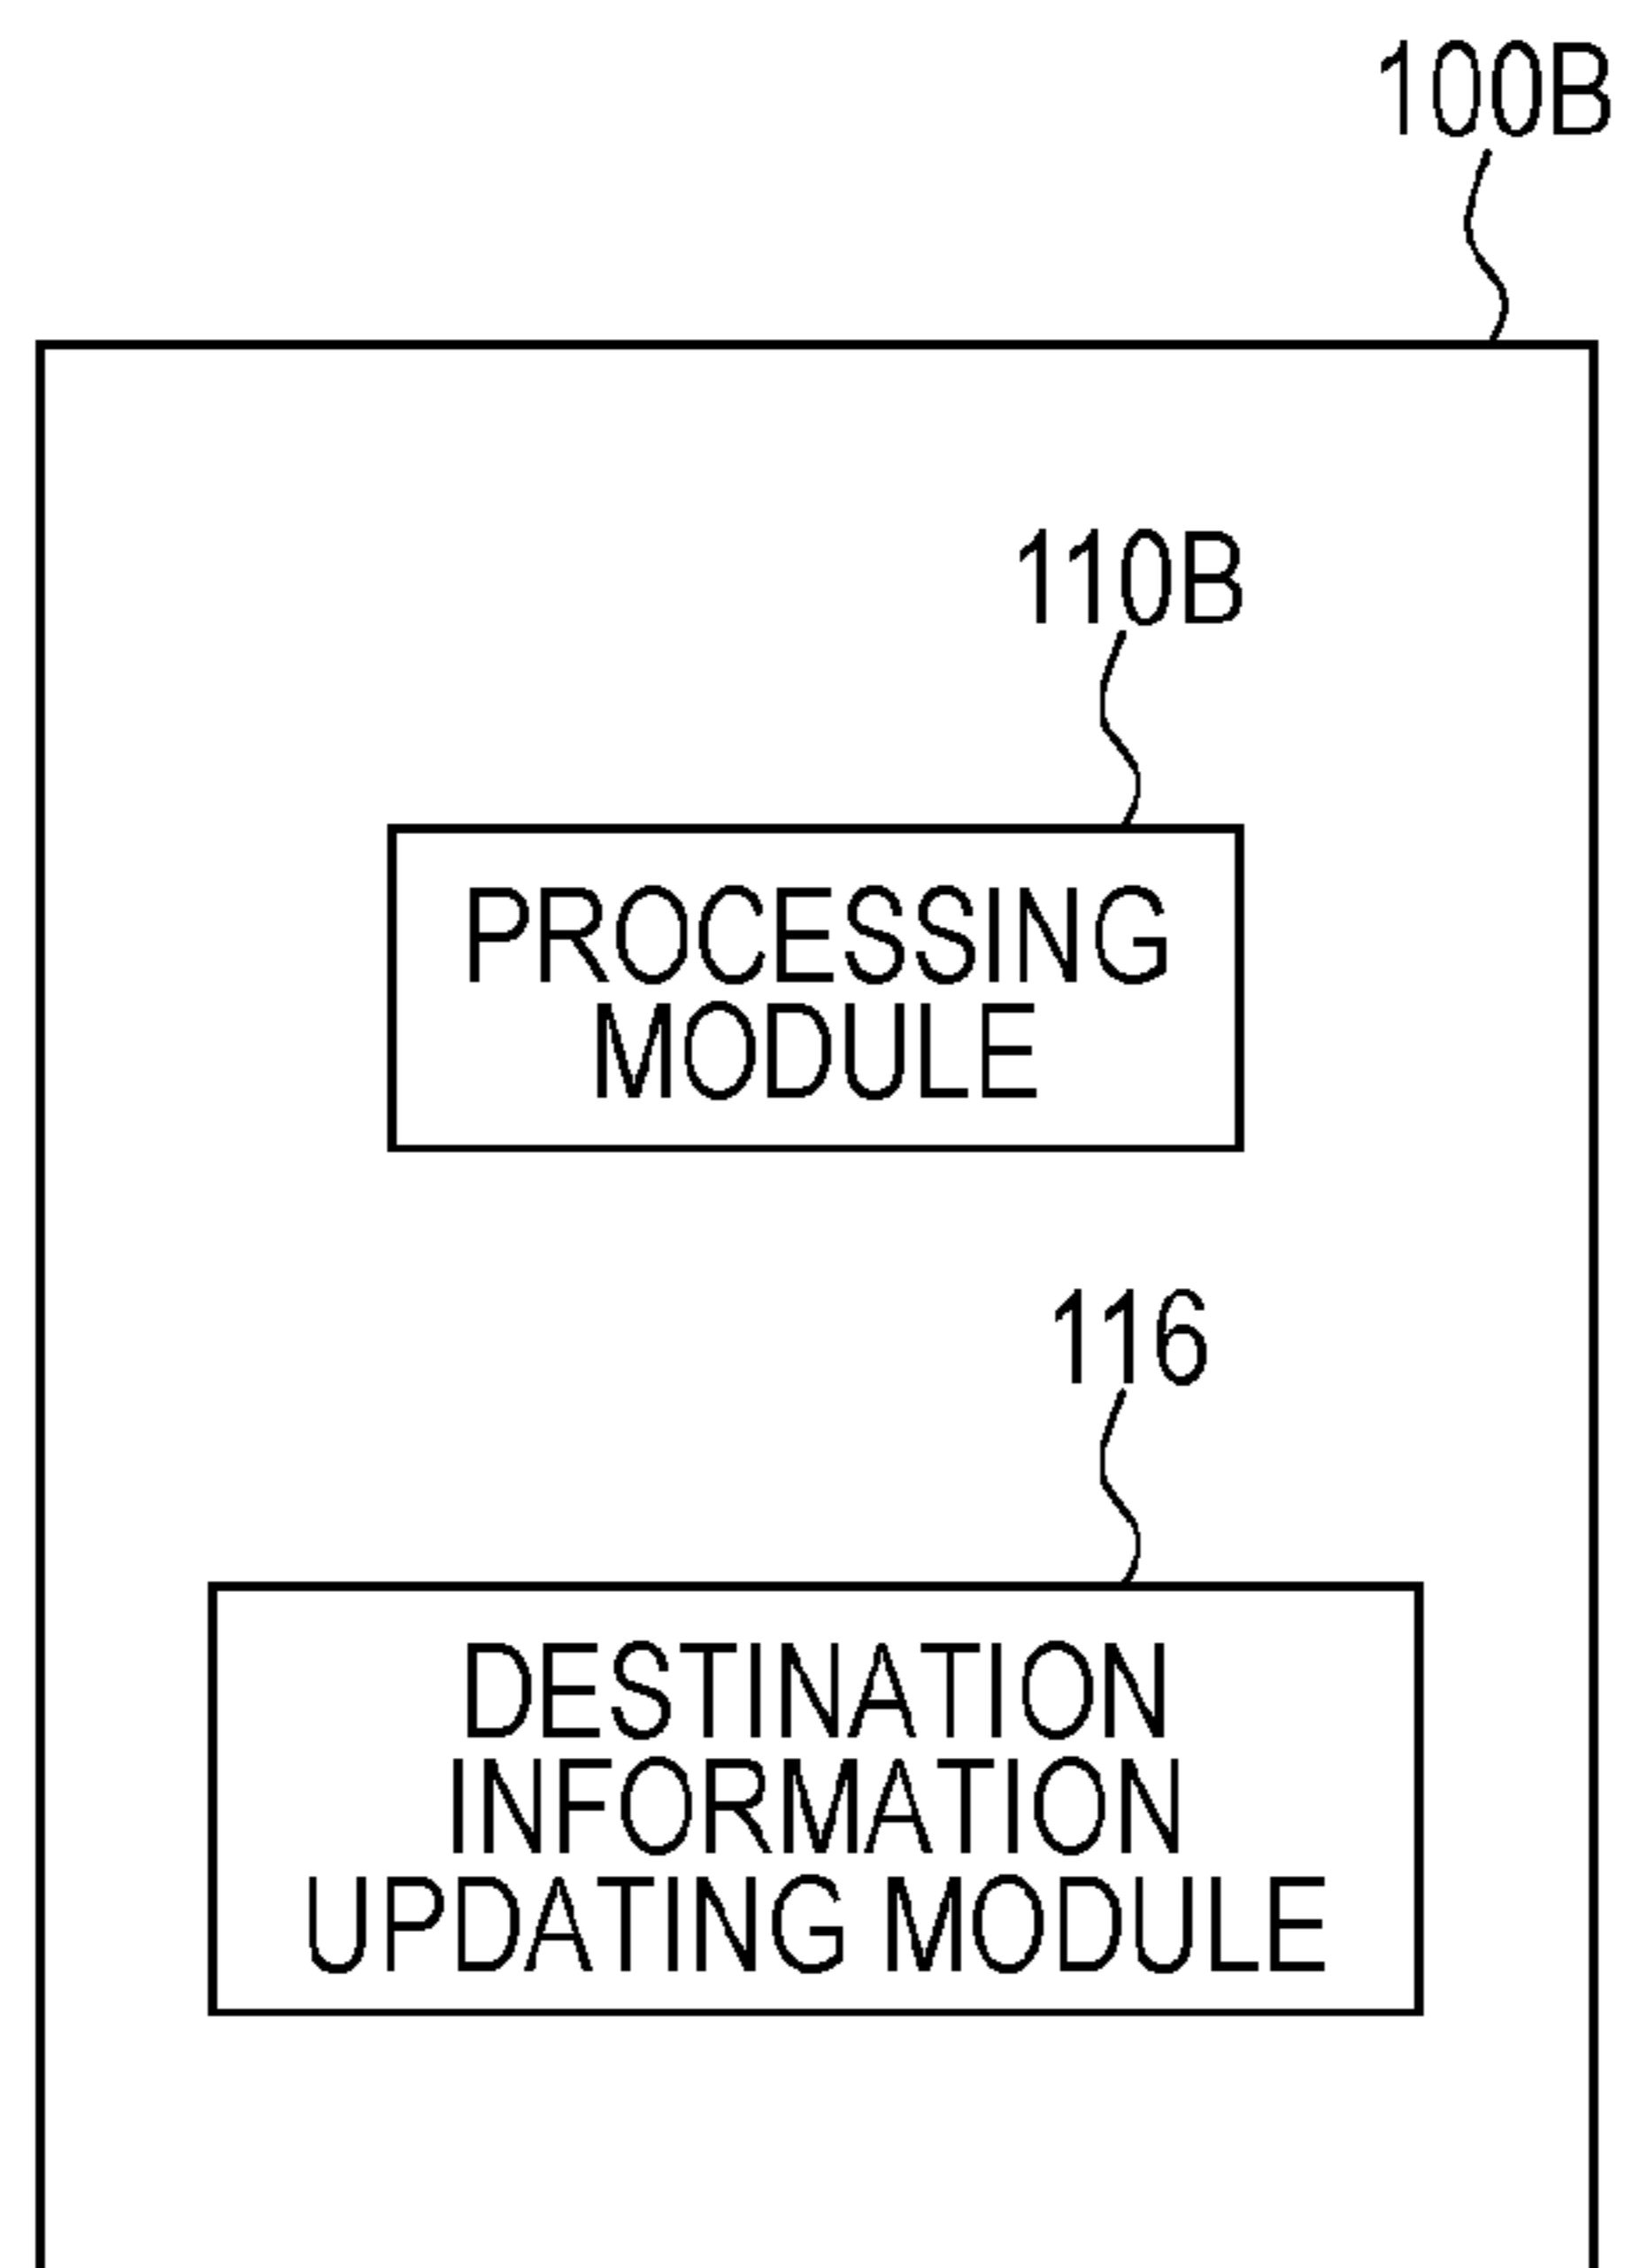 100B
110B
PROCESSING
MODULE
116
DESTINATION
INFORMATION
UPDATING MODULE